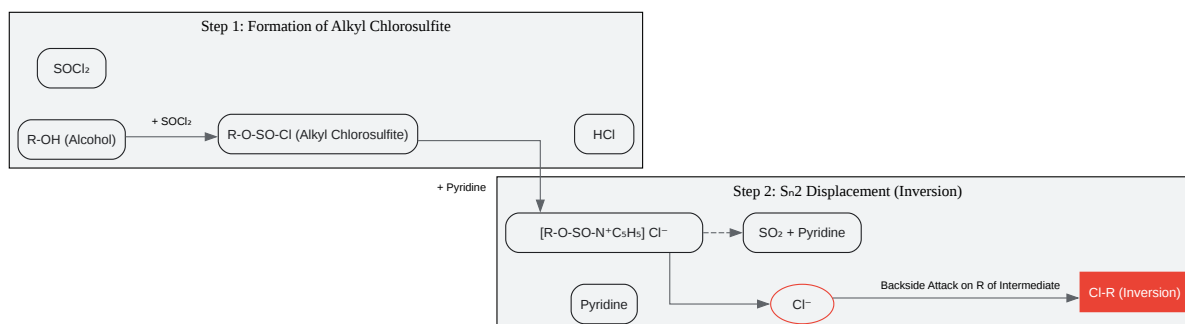 Step 1: Formation of Alkyl Chlorosulfite
SOCl₂
+ SOCl₂
R-OH (Alcohol)
R-O-SO-Cl (Alkyl Chlorosulfite)
HCl
+ Pyridine
Step 2: Sₙ2 Displacement (Inversion)
[R-O-SO-N⁺C₅H₅] Cl⁻
SO₂ + Pyridine
Pyridine
Cl⁻
Backside Attack on R of Intermediate
Cl-R (Inversion)